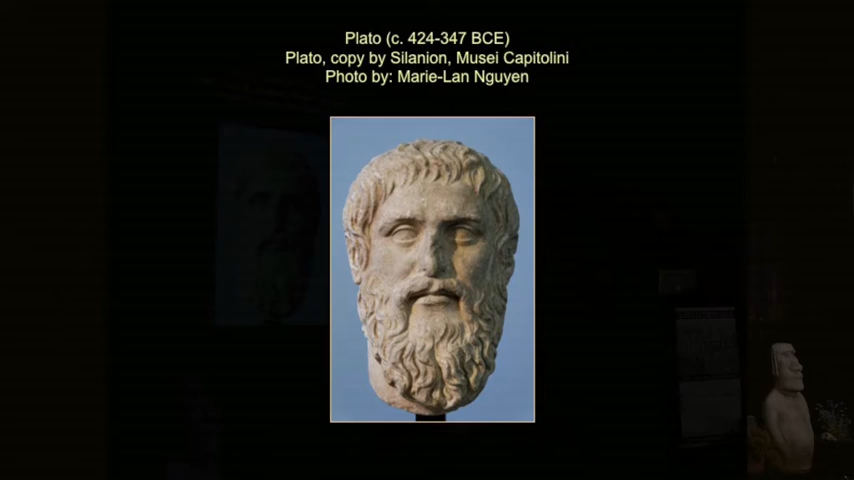 Plato (c. 424-347 BCE)
Plato, copy by Silanion, Musei Capitolini
Photo by: Marie-Lan Nguyen